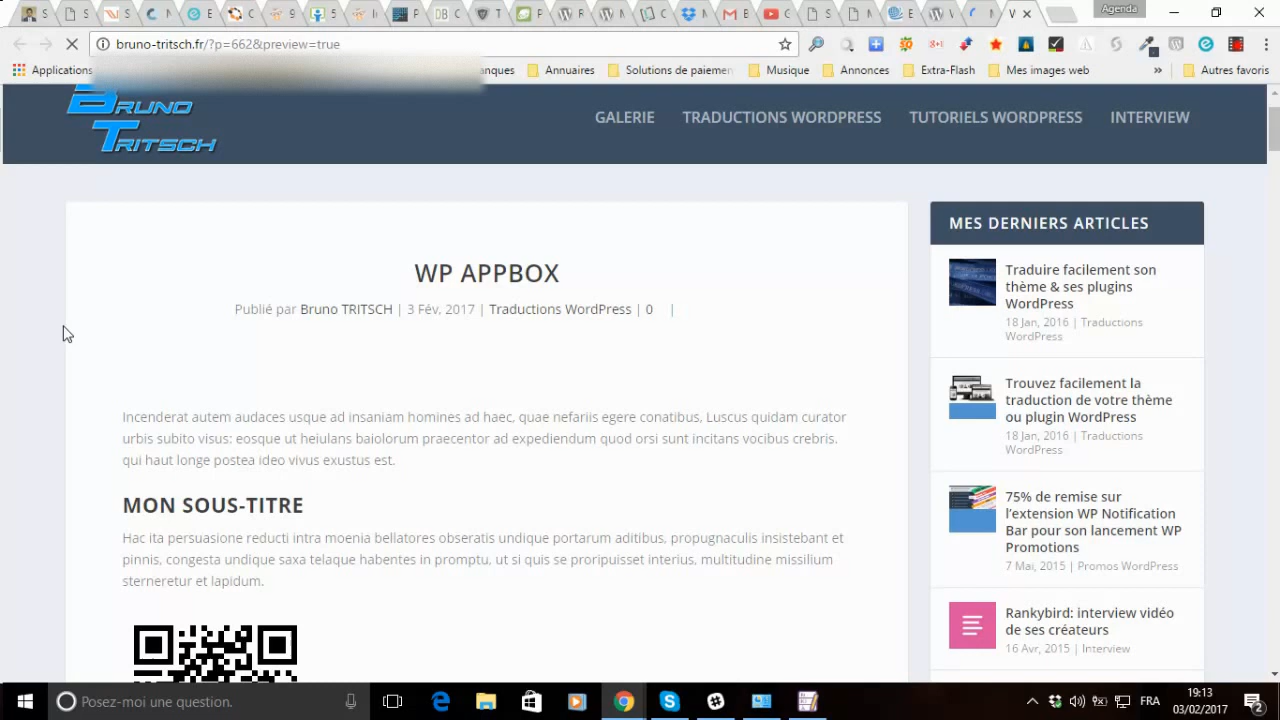 Agenda
bruno-tritsch.fr/?p=662&preview=true
Applications
anques
Annuaires
Solutions de paiemen
Musique
Annonces
Extra-Flash
Mes images web
»
Autres favoris
BRUNO
TRITSCH
GALERIE
TRADUCTIONS WORDPRESS
TUTORIELS WORDPRESS
INTERVIEW
WP APPBOX
Publié par Bruno TRITSCH | 3 Fév, 2017 | Traductions WordPress | 0 |
Incenderat autem audaces usque ad insaniam homines ad haec, quae nefariis egere conatibus, Luscus quidam curator
urbis subito visus: eosque ut heiulans baiolorum praecentor ad expediendum quod orsi sunt incitans vocibus crebris.
qui haut longe postea ideo vivus exustus est.
MON SOUS-TITRE
Hac ita persuasione reducti intra moenia bellatores obseratis undique portarum aditibus, propugnaculis insistebant et
pinnis, congesta undique saxa telaque habentes in promptu, ut si quis se proripuisset interius, multitudine missilium
sterneretur et lapidum.
MES DERNIERS ARTICLES
Traduire facilement son
thème & ses plugins
WordPress
18 Jan, 2016 | Traductions
WordPress
Trouvez facilement la
traduction de votre thème
ou plugin WordPress
18 Jan, 2016 | Traductions
WordPress
75% de remise sur
l'extension WP Notification
Bar pour son lancement WP
Promotions
7 Mai, 2015 | Promos WordPress
Rankybird: interview vidéo
de ses créateurs
16 Avr, 2015 | Interview
Posez-moi une question.
FRA
19:13
03/02/2017
2